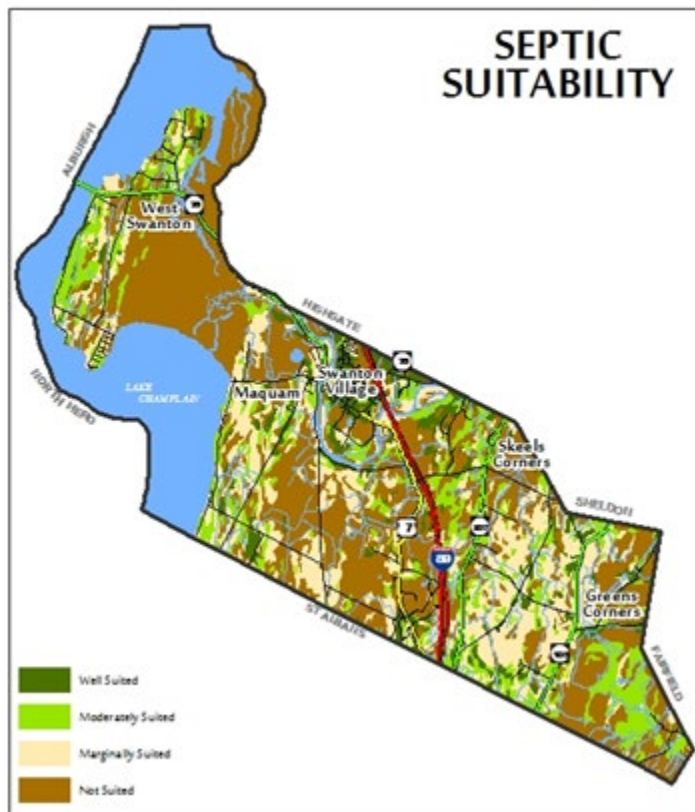 SEPTIC
SUITABILITY
ALBURGH
West
Swanton
HIGHGATE
NORTH HERO
LAKE
CHAMPLAIN
Maquam
Swanton
Village
Skeels
Corners
SHELDON
7
ST ALBANS
Greens
Corners
FAIRFIELD
Well Suited
Moderately Suited
Marginally Suited
Not Suited